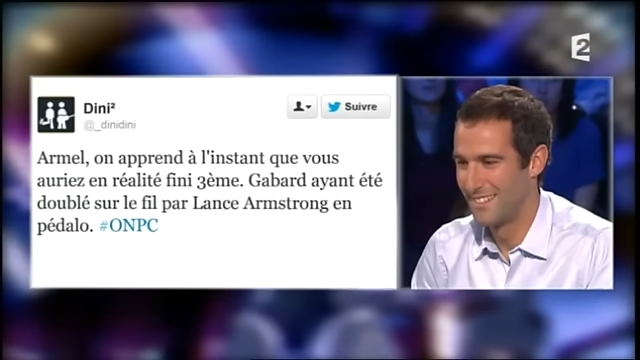 2
Dini²
@_dinidini
Suivre
Armel, on apprend à l'instant que vous
auriez en réalité fini 3ème. Gabard ayant été
doublé sur le fil par Lance Armstrong en
pédalo. #ONPC